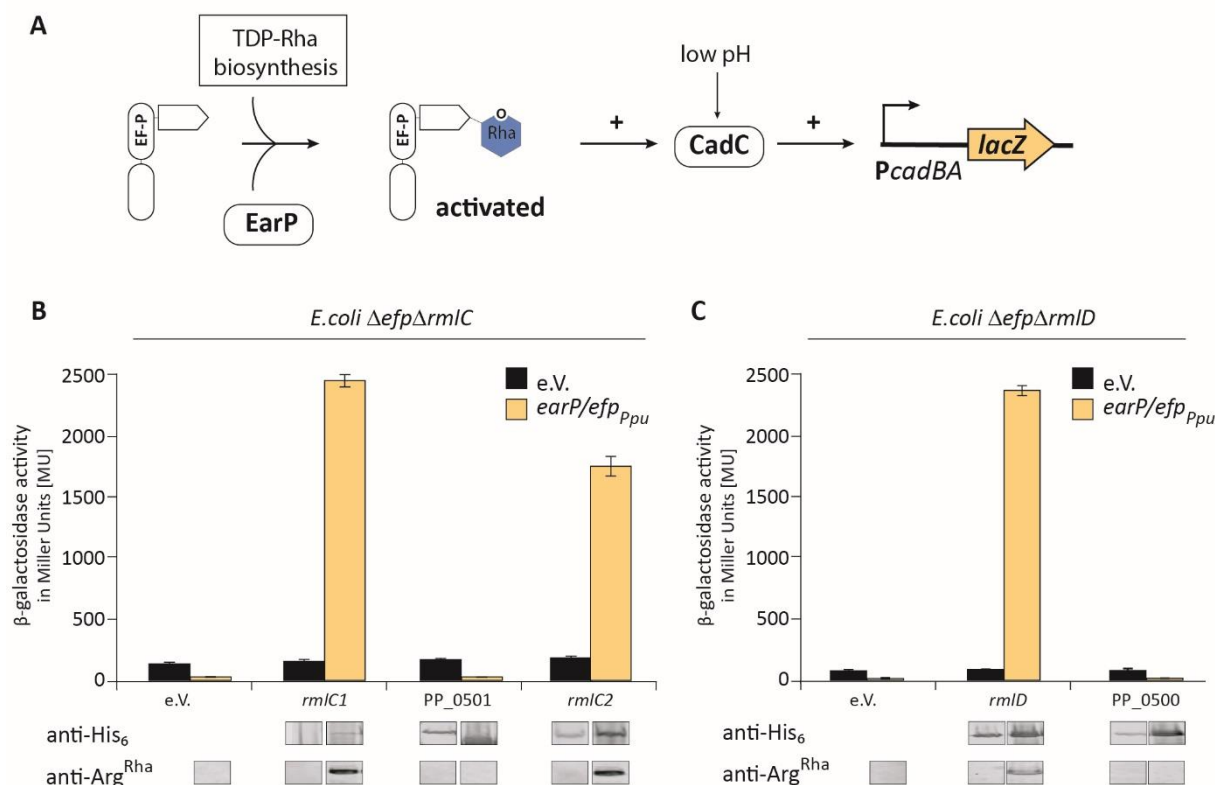 A
TDP-Rha
biosynthesis
low pH
EF-P
EF-P
O
Rha
+
CadC
+
lacZ
PcadBA
EarP
activated
B
E.coli ΔefpΔrmlC
2500
2000
1500
1000
500
0
β-galactosidase activity
in Miller Units [MU]
e.V.
earP/efpPpu
e.V.
rmlC1
PP_0501
rmlC2
anti-His6
anti-ArgRha
C
E.coli ΔefpΔrmlD
2500
2000
1500
1000
500
0
β-galactosidase activity
in Miller Units [MU]
e.V.
earP/efpPpu
e.V.
rmlD
PP_0500
anti-His6
anti-ArgRha